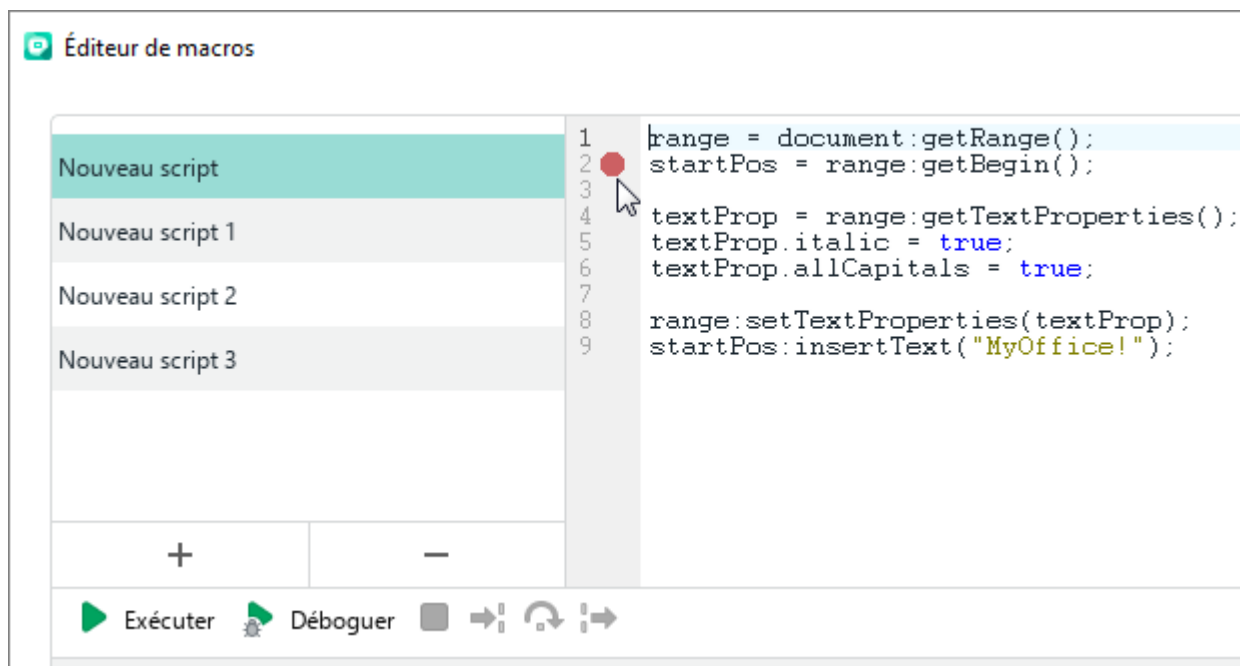 Éditeur de macros
Nouveau script
Nouveau script 1
Nouveau script 2
Nouveau script 3
+ −
1 range = document:getRange();
2 startPos = range:getBegin();
3
4 textProp = range:getTextProperties();
5 textProp.italic = true;
6 textProp.allCapitals = true;
7
8 range:setTextProperties(textProp);
9 startPos:insertText("MyOffice!");
Exécuter Déboguer